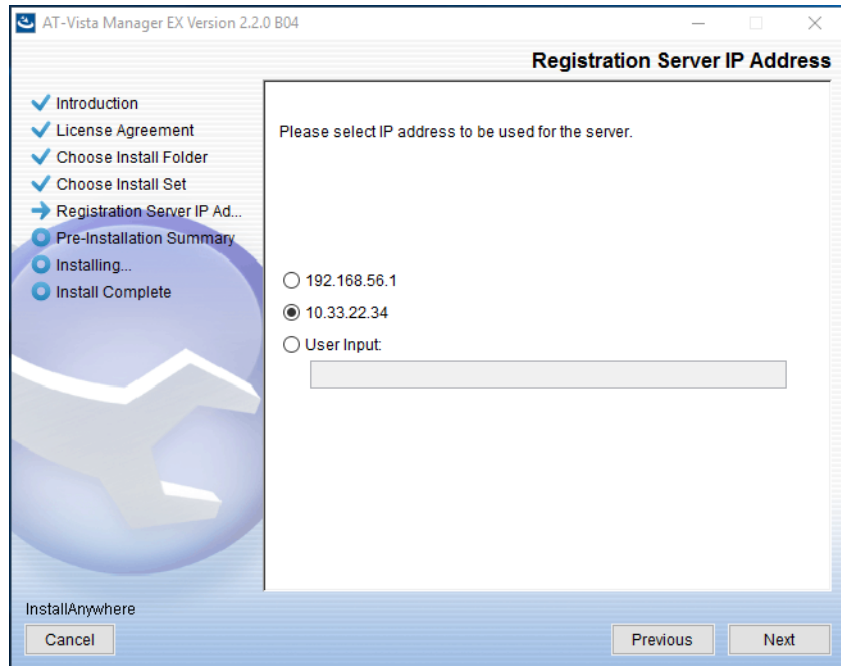 AT-Vista Manager EX Version 2.2.0 B04
Registration Server IP Address
Introduction
License Agreement
Choose Install Folder
Choose Install Set
Registration Server IP Ad...
Pre-Installation Summary
Installing...
Install Complete
Please select IP address to be used for the server.
192.168.56.1
10.33.22.34
User Input:
InstallAnywhere
Cancel
Previous
Next